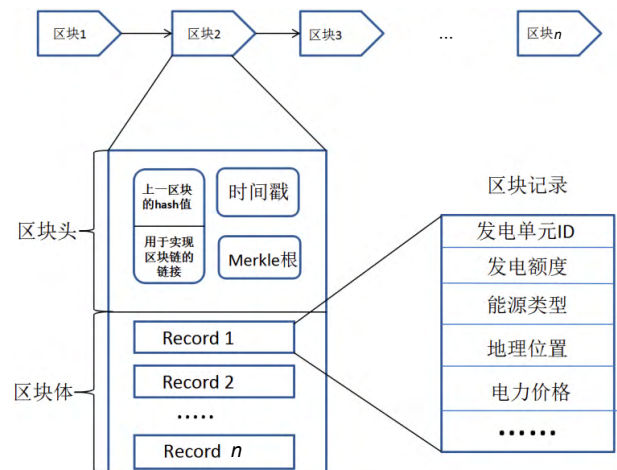 区块1
区块2
区块3
...
区块n
区块头
上一区块
的hash值
用于实现
区块链的
链接
时间戳
Merkle根
区块体
Record 1
Record 2
.....
Record n
区块记录
发电单元ID
发电额度
能源类型
地理位置
电力价格
......